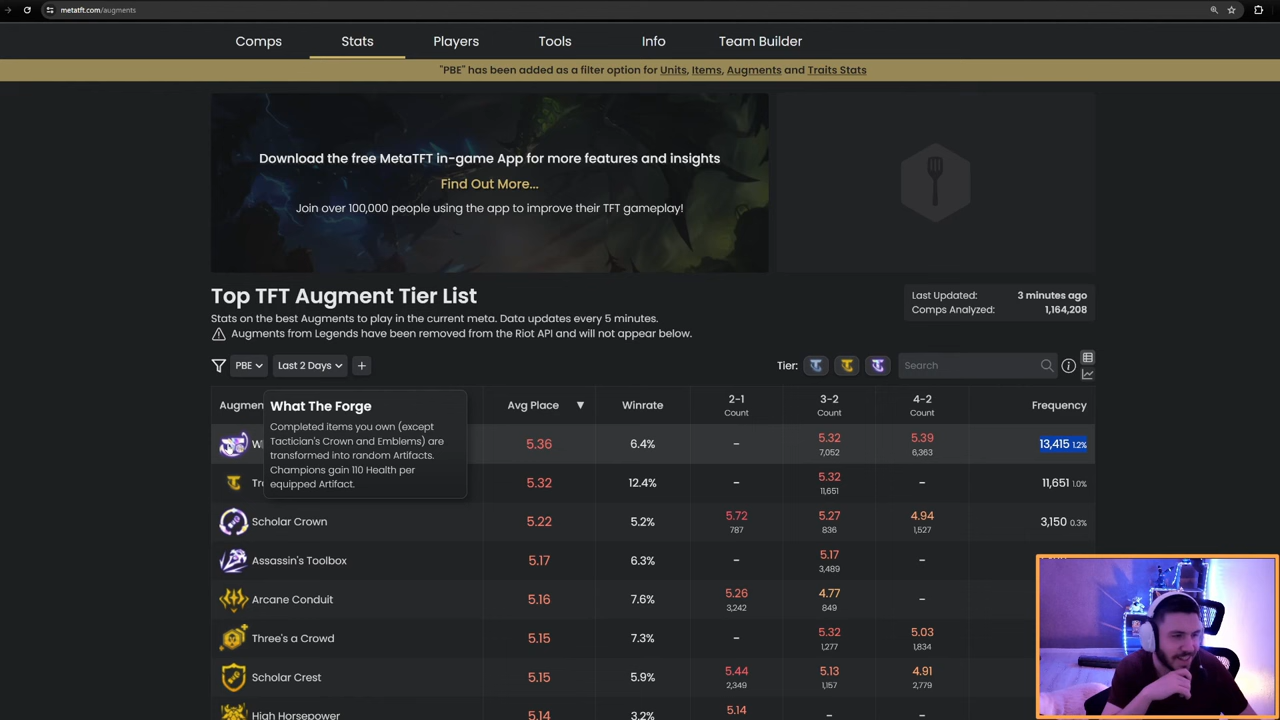 metatft.com/augments
Comps Stats Players Tools Info Team Builder
"PBE" has been added as a filter option for Units, Items, Augments and Traits Stats
Download the free MetaTFT in-game App for more features and insights
Find Out More...
Join over 100,000 people using the app to improve their TFT gameplay!
Top TFT Augment Tier List
Stats on the best Augments to play in the current meta. Data updates every 5 minutes.
Augments from Legends have been removed from the Riot API and will not appear below.
Last Updated: 3 minutes ago
Comps Analyzed: 1,164,208
PBE Last 2 Days + Tier: Search
Augmen Avg Place ▼ Winrate 2-1 3-2 4-2 Frequency
Count Count Count
What The Forge
Completed items you own (except
Tactician's Crown and Emblems) are
transformed into random Artifacts.
Champions gain 110 Health per
equipped Artifact.
W 5.36 6.4% – 5.32 5.39 13,415 1.2%
7,052 6,363
Tr 5.32 12.4% – 5.32 – 11,651 1.0%
11,651
Scholar Crown 5.22 5.2% 5.72 5.27 4.94 3,150 0.3%
787 836 1,527
Assassin's Toolbox 5.17 6.3% – 5.17 –
3,489
Arcane Conduit 5.16 7.6% 5.26 4.77 –
3,242 849
Three's a Crowd 5.15 7.3% – 5.32 5.03
1,277 1,834
Scholar Crest 5.15 5.9% 5.44 5.13 4.91
2,349 1,157 2,779
High Horsepower 5.14 3.2% 5.14 – –